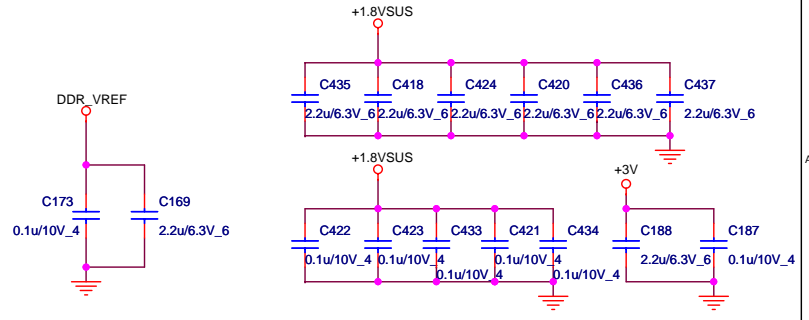 +1.8VSUS
C435 C418 C424 C420 C436 C437
2.2u/6.3V_6 2.2u/6.3V_6 2.2u/6.3V_6 2.2u/6.3V_6 2.2u/6.3V_6 2.2u/6.3V_6
DDR_VREF
C173 C169
0.1u/10V_4 2.2u/6.3V_6
+1.8VSUS
C422 C423 C433 C421 C434
0.1u/10V_4 0.1u/10V_4 0.1u/10V_4 0.1u/10V_4 0.1u/10V_4
+3V
C188 C187
2.2u/6.3V_6 0.1u/10V_4
A